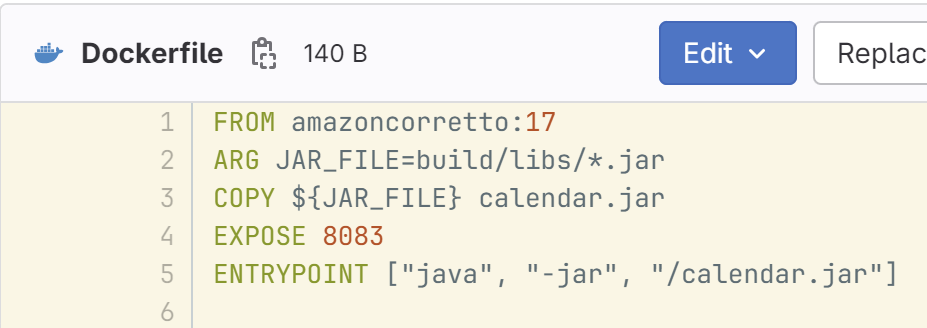 Dockerfile 140 B Edit
1 FROM amazoncorretto:17
2 ARG JAR_FILE=build/libs/*.jar
3 COPY ${JAR_FILE} calendar.jar
4 EXPOSE 8083
5 ENTRYPOINT ["java", "-jar", "/calendar.jar"]
6